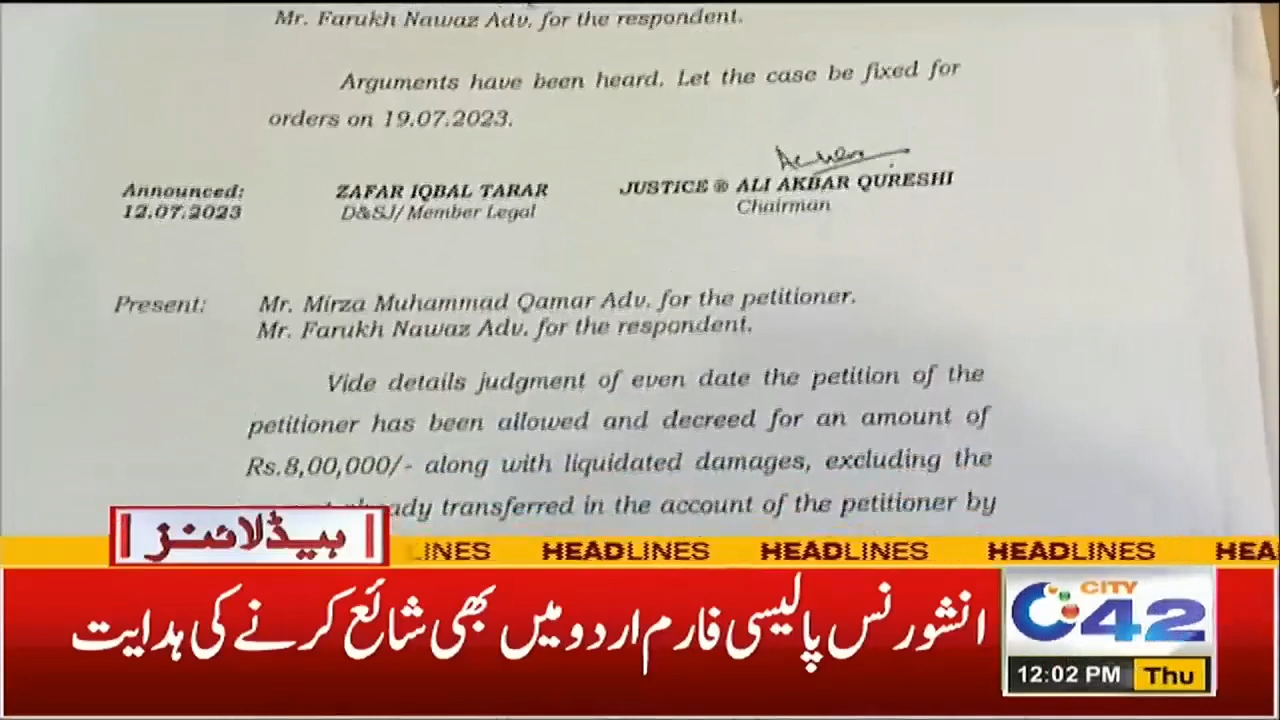 Mr. Farukh Nawaz Adv. for the respondent.
Arguments have been heard. Let the case be fixed for
orders on 19.07.2023.
Announced: ZAFAR IQBAL TARAR JUSTICE ® ALI AKBAR QURESHI
12.07.2023 D&SJ/Member Legal Chairman
Present: Mr. Mirza Muhammad Qamar Adv. for the petitioner.
Mr. Farukh Nawaz Adv. for the respondent.
Vide details judgment of even date the petition of the
petitioner has been allowed and decreed for an amount of
Rs.8,00,000/- along with liquidated damages, excluding the
transferred in the account of the petitioner by
ہیڈلائنز
LINES HEADLINES HEADLINES HEADLINES HEA
انشورنس پالیسی فارم اردو میں بھی شائع کرنے کی ہدایت
CITY
42
12:02 PM Thu